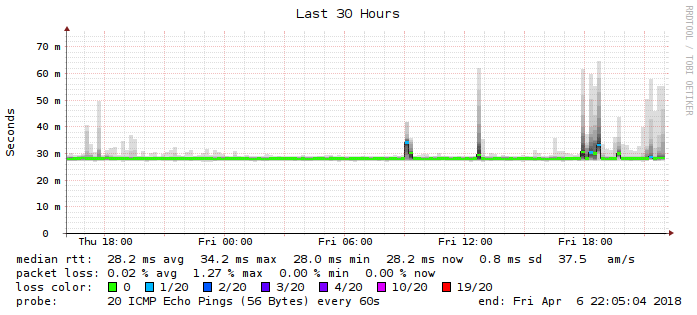 Last 30 Hours
RRDTOOL / TOBI OETIKER
Seconds
70 m
60 m
50 m
40 m
30 m
20 m
10 m
0
Thu 18:00 Fri 00:00 Fri 06:00 Fri 12:00 Fri 18:00
median rtt: 28.2 ms avg 34.2 ms max 28.0 ms min 28.2 ms now 0.8 ms sd 37.5 am/s
packet loss: 0.02 % avg 1.27 % max 0.00 % min 0.00 % now
loss color: 0 1/20 2/20 3/20 4/20 10/20 19/20
probe: 20 ICMP Echo Pings (56 Bytes) every 60s end: Fri Apr 6 22:05:04 2018